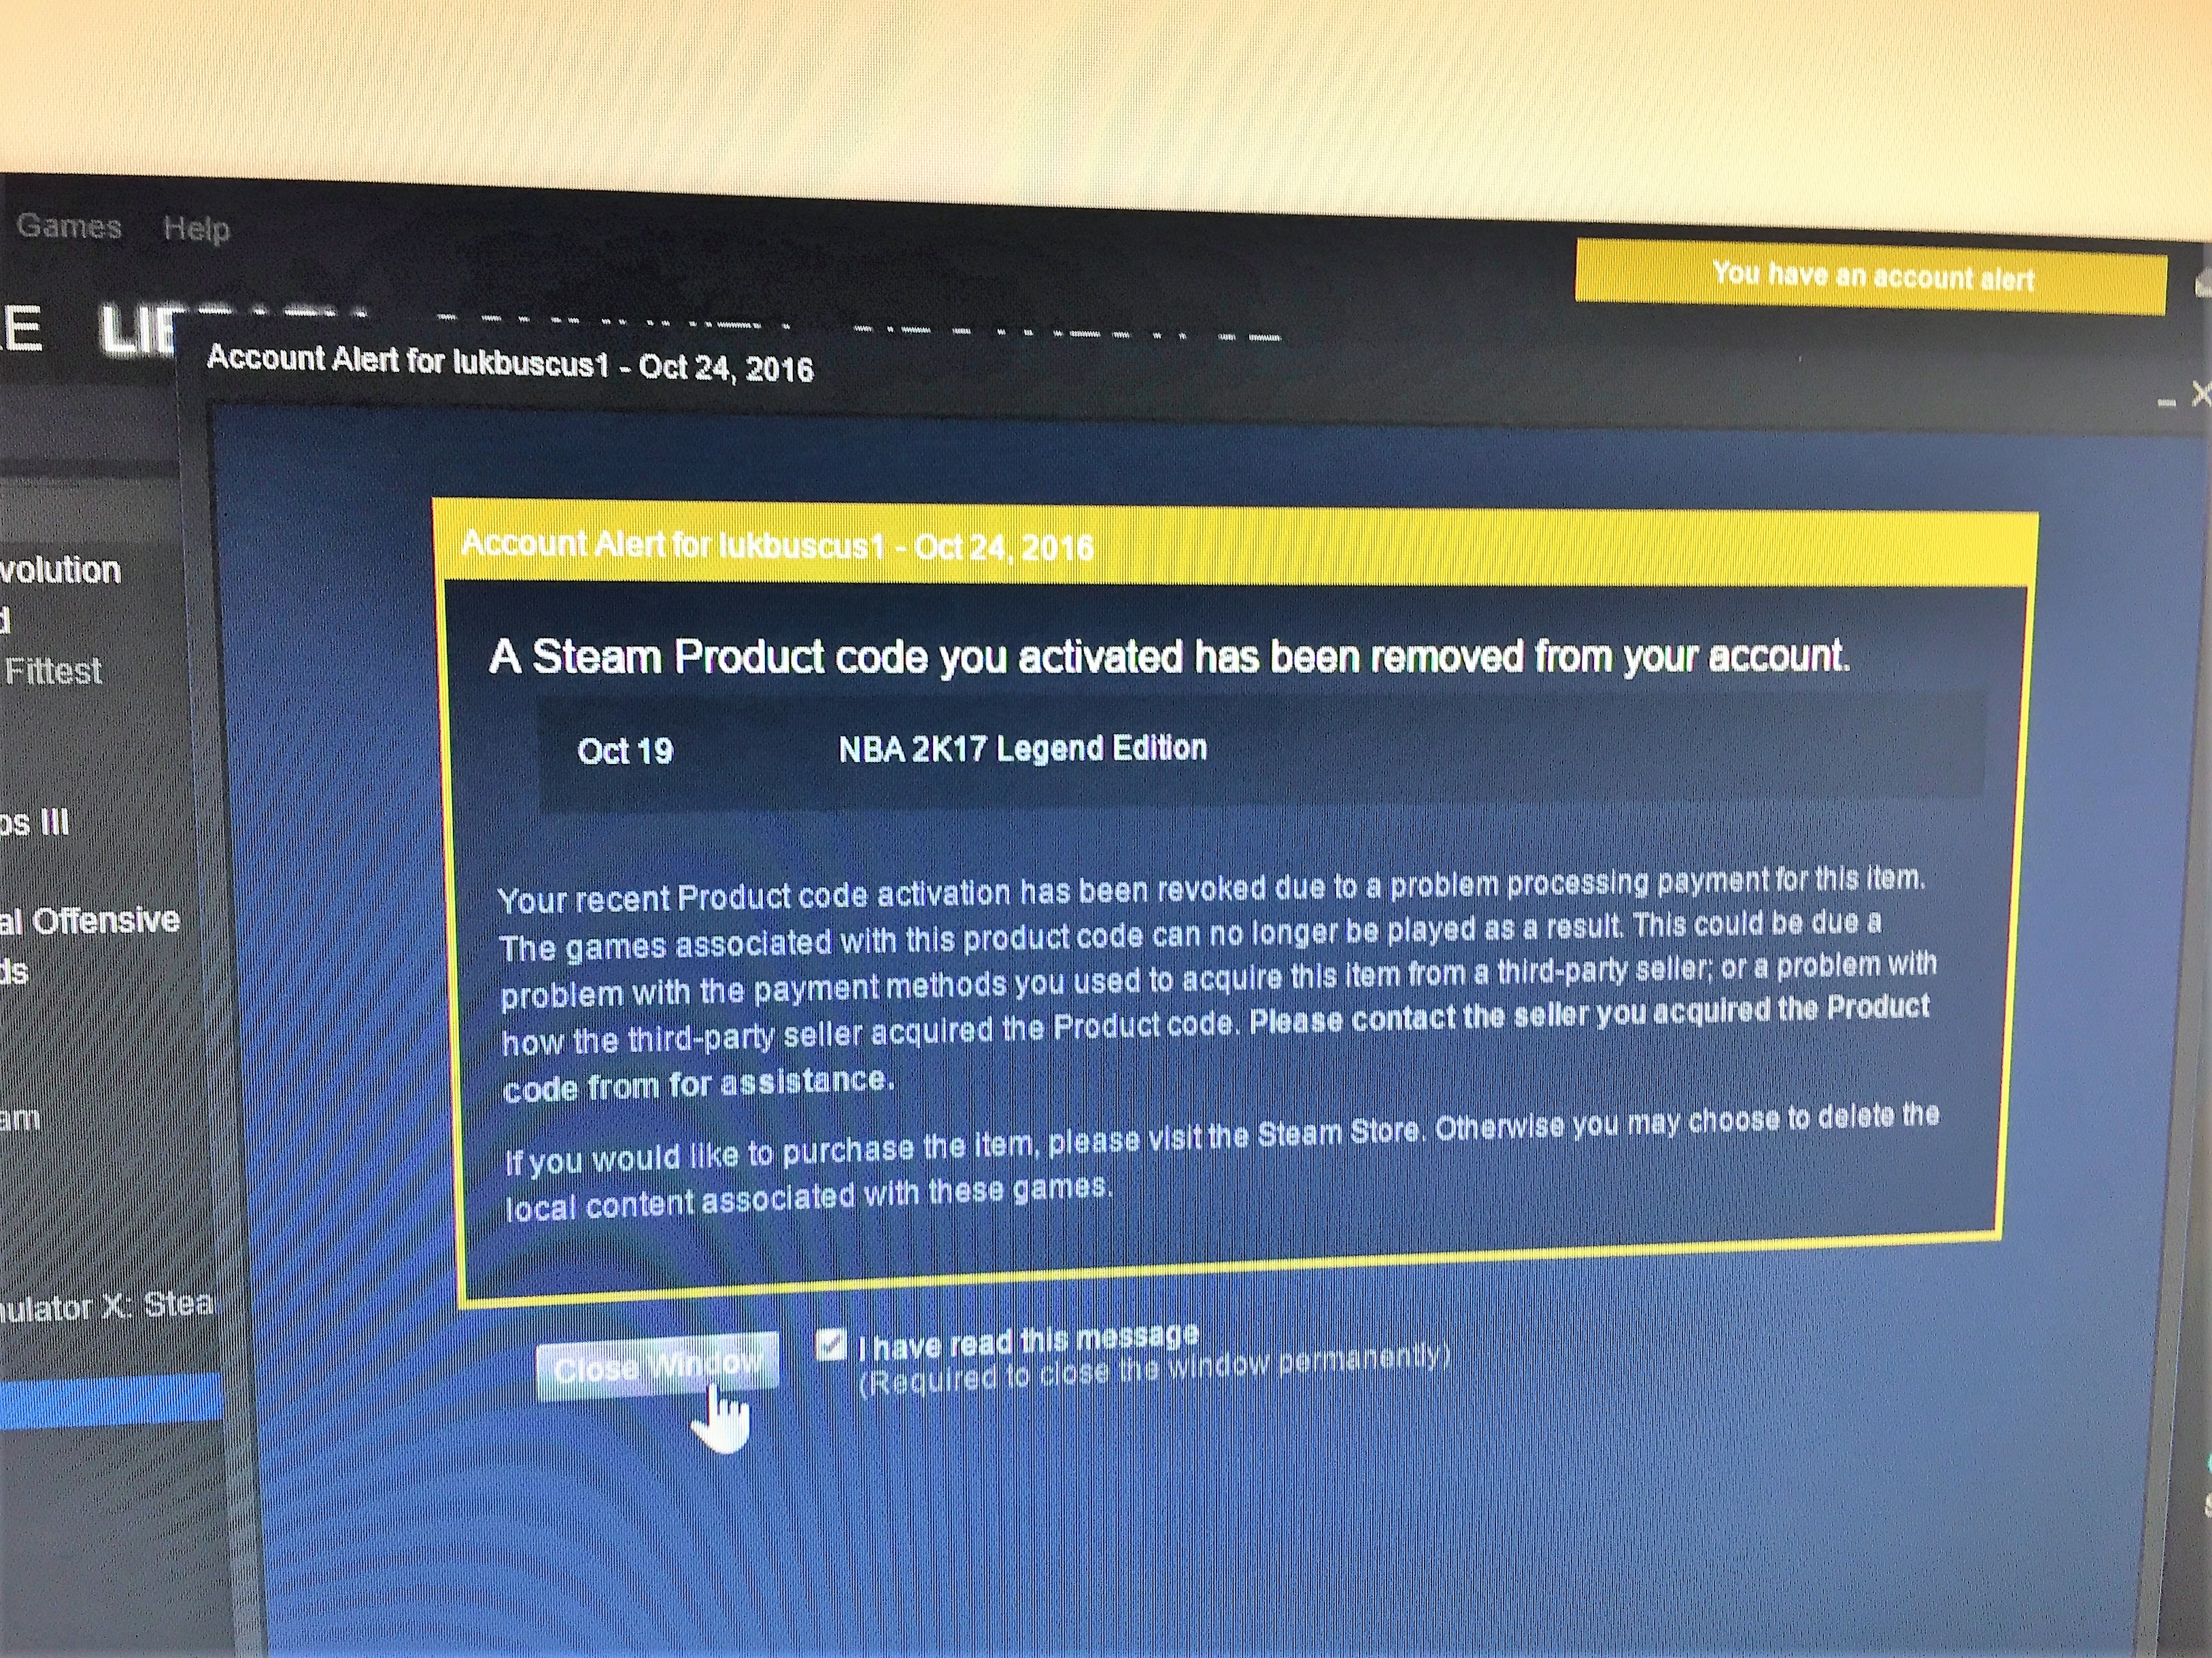 Games Help
You have an account alert
E
Account Alert for lukbuscus1 - Oct 24, 2016
Account Alert for lukbuscus1 - Oct 24, 2016
volution
d
Fittest
A Steam Product code you activated has been removed from your account.
Oct 19 NBA 2K17 Legend Edition
os III
al Offensive
ds
Your recent Product code activation has been revoked due to a problem processing payment for this item.
The games associated with this product code can no longer be played as a result. This could be due a
problem with the payment methods you used to acquire this item from a third-party seller; or a problem with
how the third-party seller acquired the Product code. Please contact the seller you acquired the Product
code from for assistance.
am
If you would like to purchase the item, please visit the Steam Store. Otherwise you may choose to delete the
local content associated with these games.
ulator X: Stea
Close Window
I have read this message
(Required to close the window permanently)